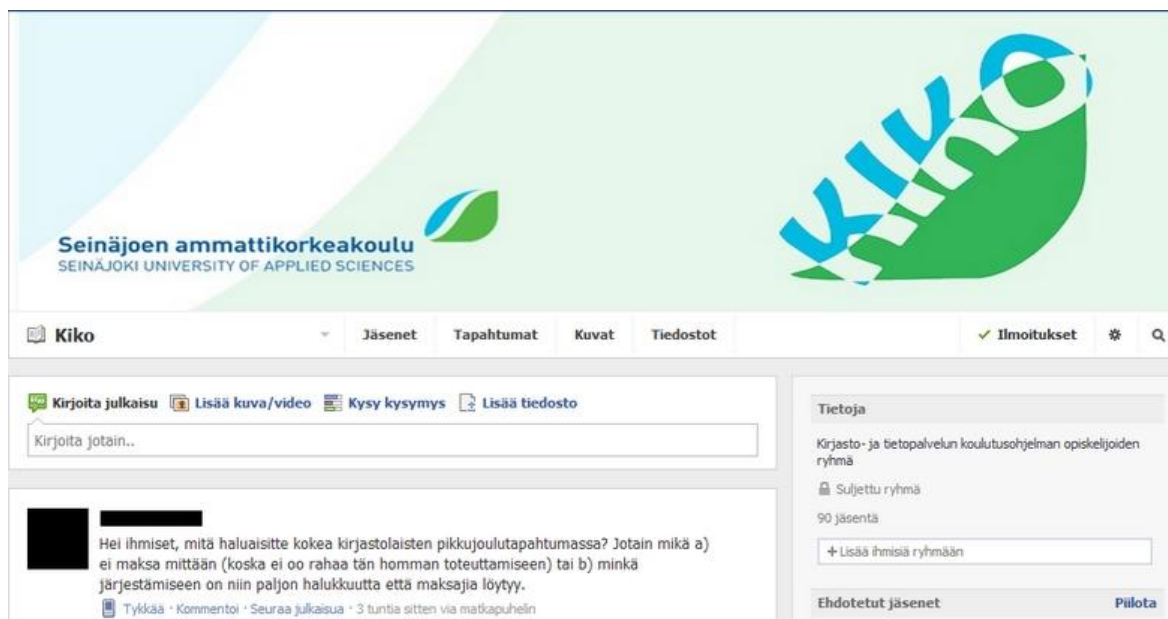 KIKO
kino
Seinäjoen ammattikorkeakoulu
SEINÄJOKI UNIVERSITY OF APPLIED SCIENCES
Kiko
Jäsenet
Tapahtumat
Kuvat
Tiedostot
Ilmoitukset
Kirjoita julkaisu
Lisää kuva/video
Kysy kysymys
Lisää tiedosto
Kirjoita jotain..
Hei ihmiset, mitä haluaisitte kokea kirjastolaisten pikkujoulutapahtumassa? Jotain mikä a)
ei maksa mittään (koska ei oo rahaa tän homman toteuttamiseen) tai b) minkä
järjestämiseen on niin paljon halukkuutta että maksajia löytyy.
Tykkää · Kommentoi · Seuraa julkaisua · 3 tuntia sitten via matkapuhelin
Tietoja
Kirjasto- ja tietopalvelun koulutusohjelman opiskelijoiden
ryhmä
Suljettu ryhmä
90 jäsentä
+ Lisää ihmisiä ryhmään
Ehdotetut jäsenet
Piilota